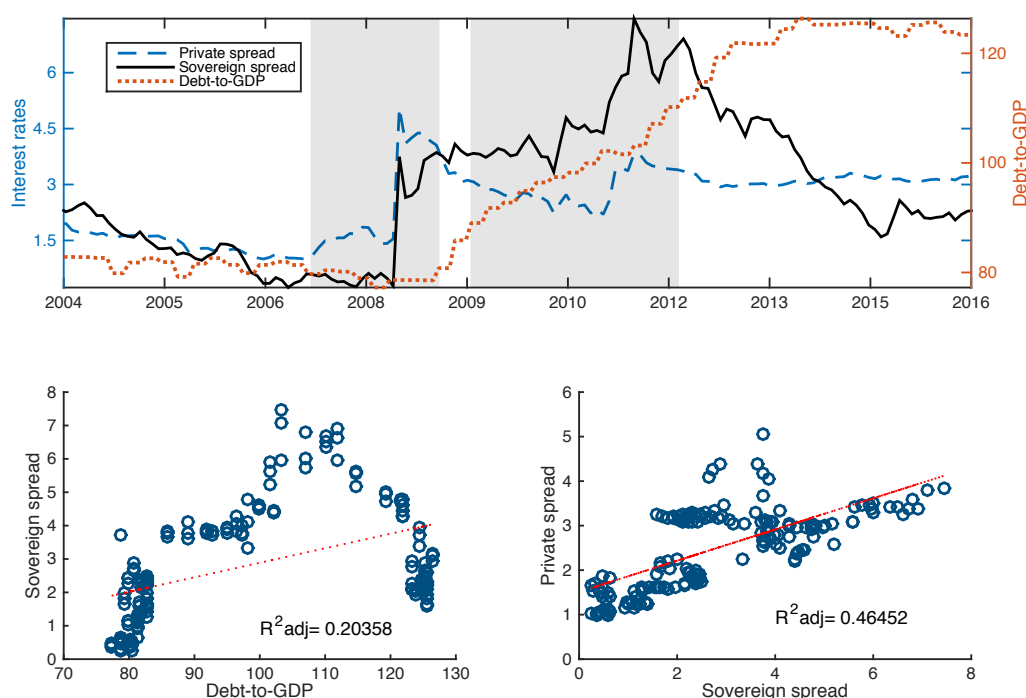 Private spread
Sovereign spread
Debt-to-GDP
Interest rates
6
4.5
3
1.5
120
100
80
Debt-to-GDP
2004 2005 2006 2008 2009 2010 2012 2013 2015 2016
Sovereign spread
8
7
6
5
4
3
2
1
0
R²adj= 0.20358
70 80 90 100 110 120 130
Debt-to-GDP
Private spread
6
5
4
3
2
1
0
R²adj= 0.46452
0 2 4 6 8
Sovereign spread